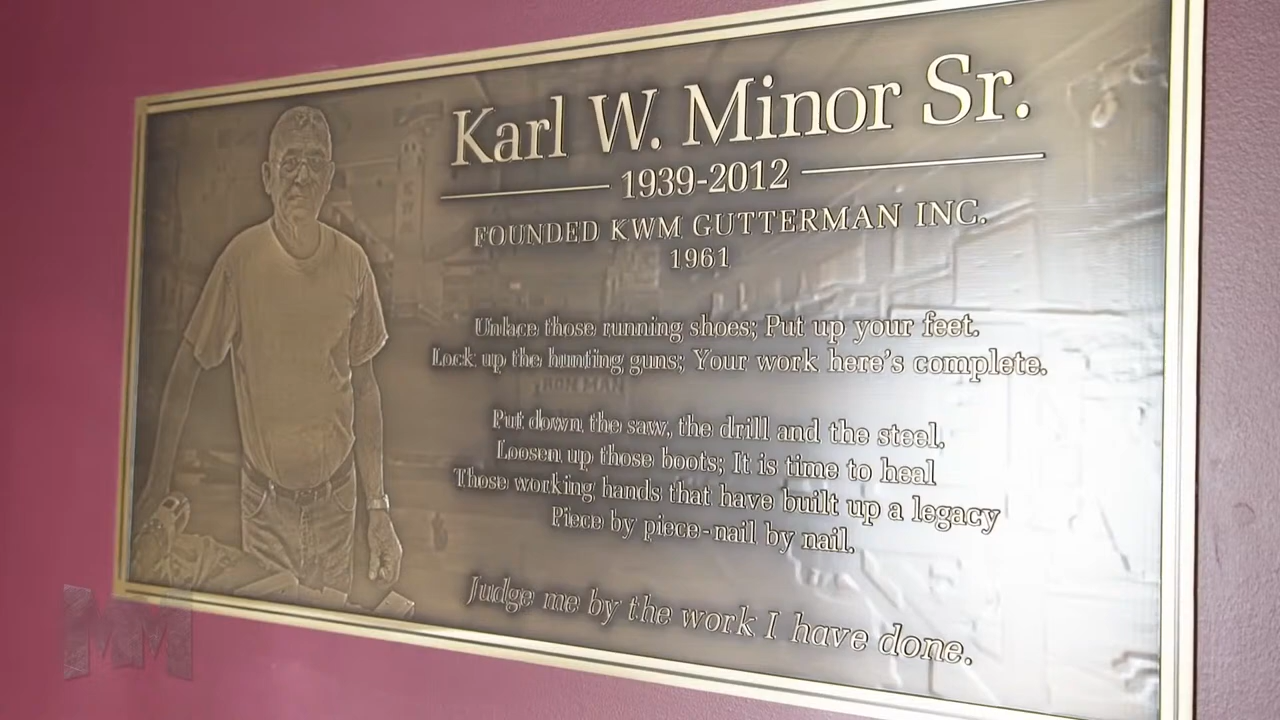 Karl W. Minor Sr.
1939-2012
FOUNDED KWM GUTTERMAN INC.
1961
Unlace those running shoes; Put up your feet.
Lock up the hunting guns; Your work here's complete.
IRON MAN
Put down the saw, the drill and the steel.
Loosen up those boots; It is time to heal
Those working hands that have built up a legacy
Piece by piece-nail by nail.
Judge me by the work I have done.
KWM